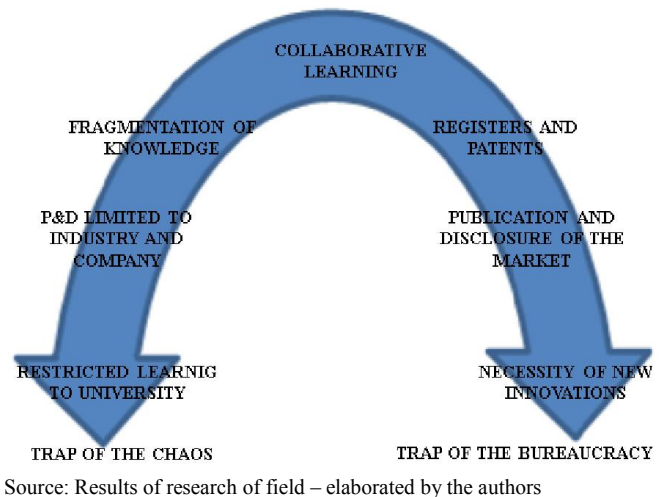 COLLABORATIVE
LEARNING
FRAGMENTATION OF
KNOWLEDGE
REGISTERS AND
PATENTS
P&D LIMITED TO
INDUSTRY AND
COMPANY
PUBLICATION AND
DISCLOSURE OF THE
MARKET
RESTRICTED LEARNIG
TO UNIVERSITY
NECESSITY OF NEW
INNOVATIONS
TRAP OF THE CHAOS
TRAP OF THE BUREAUCRACY
Source: Results of research of field – elaborated by the authors